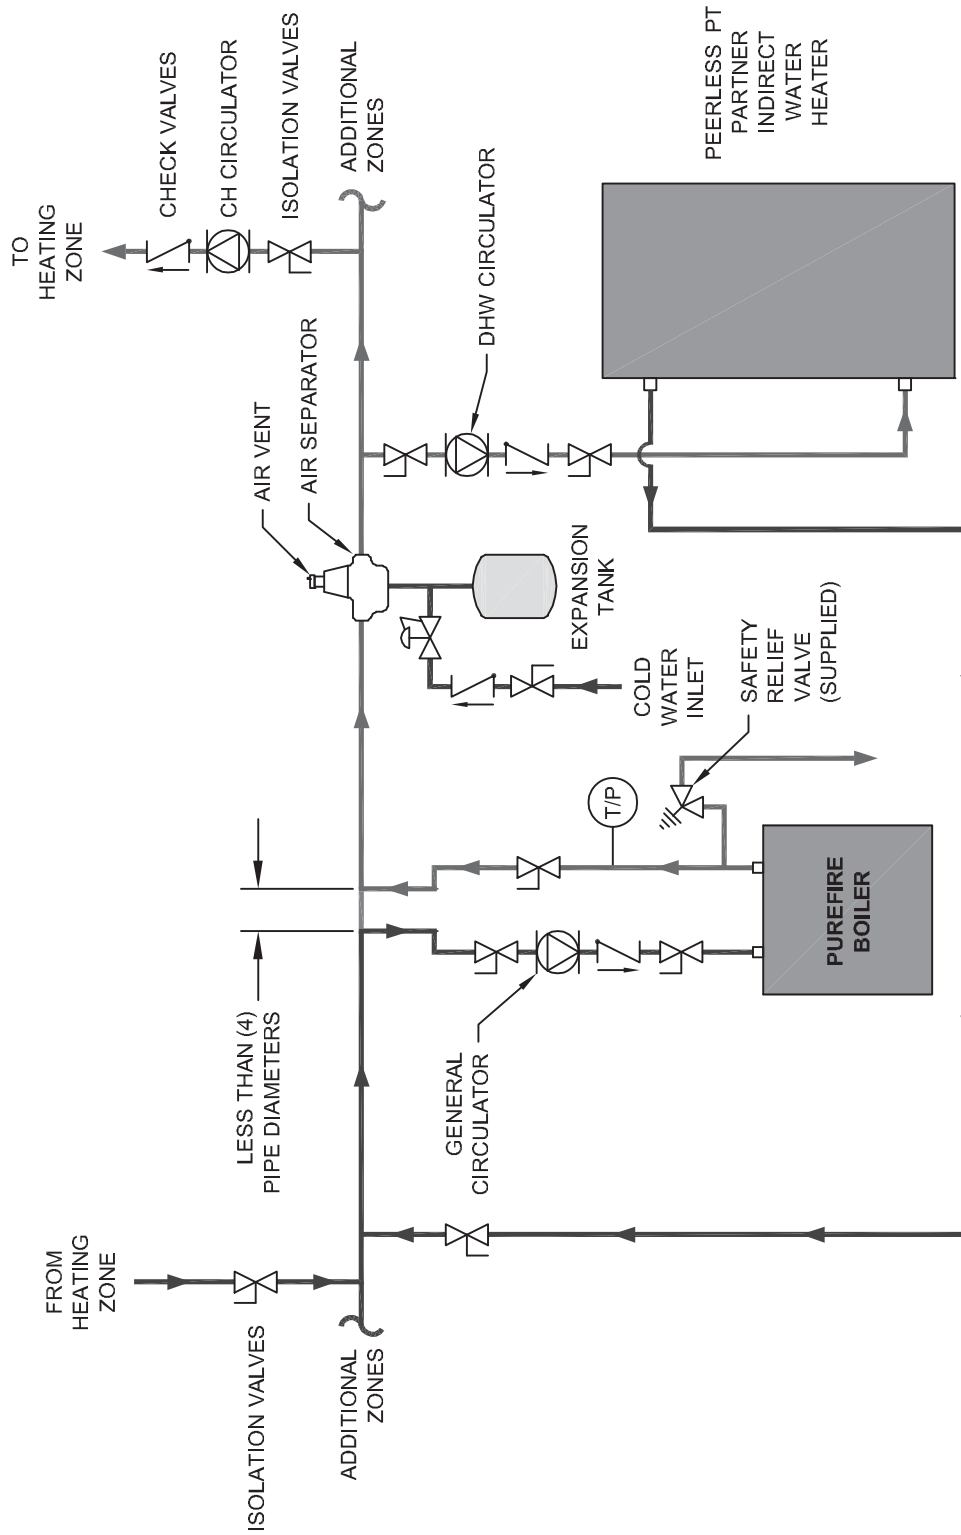 FROM
HEATING
ZONE
ISOLATION VALVES
ADDITIONAL
ZONES
LESS THAN (4)
PIPE DIAMETERS
GENERAL
CIRCULATOR
PUREFIRE
BOILER
T/P
SAFETY
RELIEF
VALVE
(SUPPLIED)
COLD
WATER
INLET
EXPANSION
TANK
AIR VENT
AIR SEPARATOR
DHW CIRCULATOR
TO
HEATING
ZONE
CHECK VALVES
CH CIRCULATOR
ISOLATION VALVES
ADDITIONAL
ZONES
PEERLESS PT
PARTNER
INDIRECT
WATER
HEATER